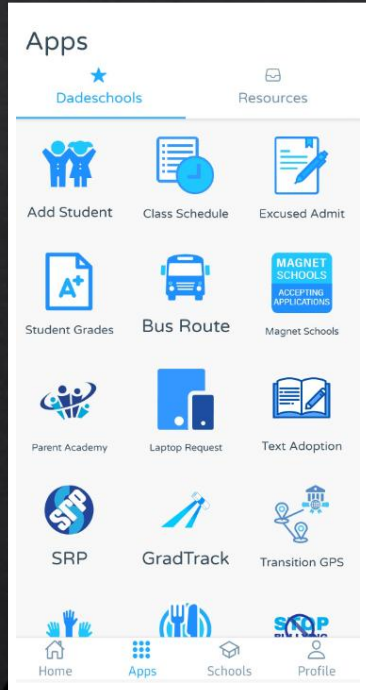 Apps
Dadeschools
Resources
Add Student
Class Schedule
Excused Admit
A+
Student Grades
Bus Route
MAGNET
SCHOOLS
ACCEPTING
APPLICATIONS
Magnet Schools
Parent Academy
Laptop Request
Text Adoption
SRP
SRP
GradTrack
Transition GPS
STOP
Home
Apps
Schools
Profile